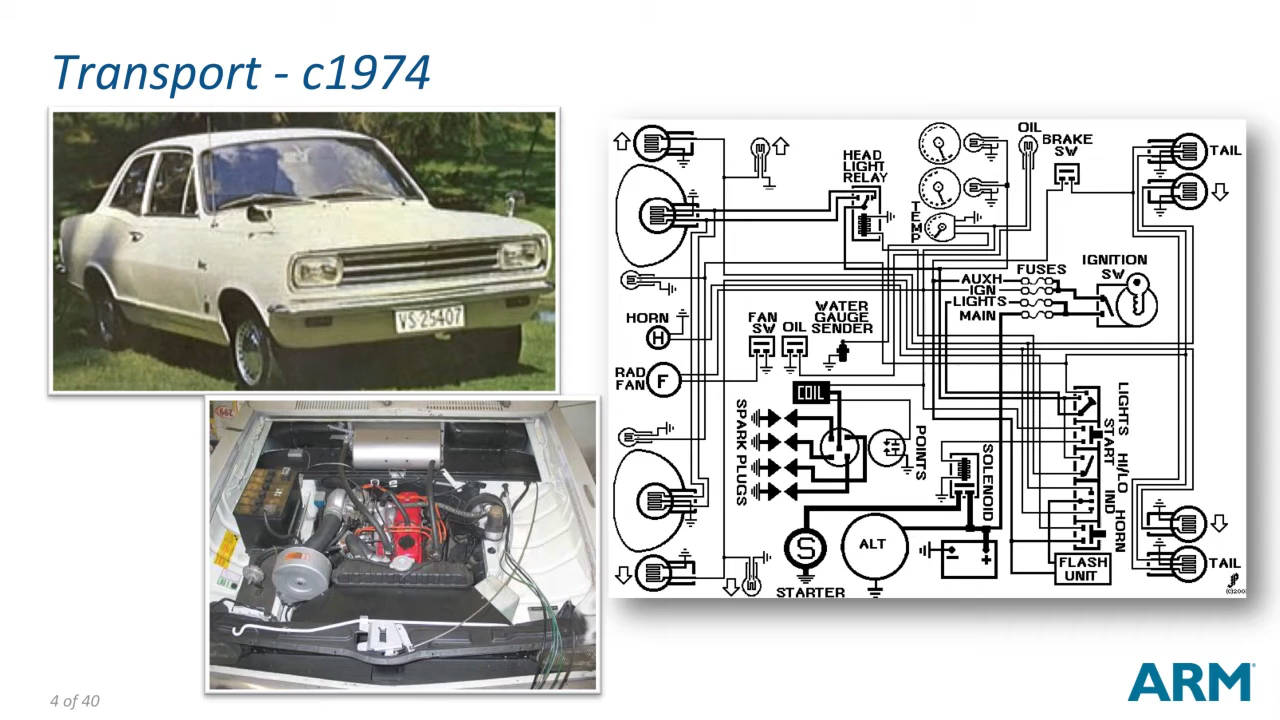 Transport - c1974
VS·25407
OIL
BRAKE
SW
TAIL
HEAD
LIGHT
RELAY
TEMP
IGNITION
SW
FUSES
AUXH
IGN
LIGHTS
MAIN
WATER
GAUGE
SENDER
HORN
H
FAN
SW
OIL
RAD
FAN
F
COIL
SPARK PLUGS
POINTS
SOLENOID
LIGHTS
START
HI/LO
IND
HORN
S
STARTER
ALT
- +
FLASH
UNIT
TAIL
4 of 40
ARM